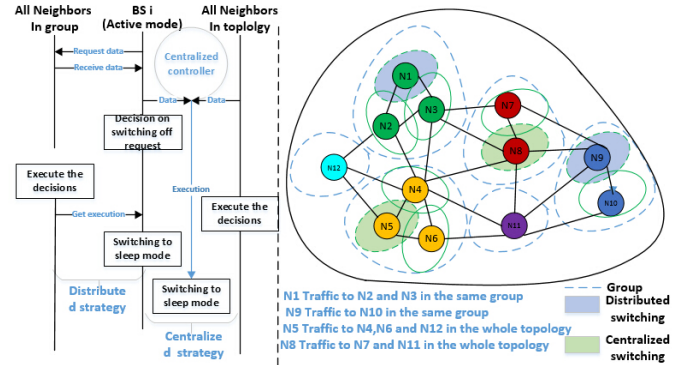 All Neighbors
In group
BS i
(Active mode)
All Neighbors
In toplolgy
Request data
Receive data
Centralized
controller
Data
Data
Decision on
switching off
request
Execute the
decisions
Execution
Execute the
decisions
Get execution
Switching to
sleep mode
Switching to
sleep mode
Distribute
d strategy
Centralize
d strategy
N1
N2
N3
N7
N8
N9
N10
N12
N4
N5
N6
N11
N1 Traffic to N2 and N3 in the same group
N9 Traffic to N10 in the same group
N5 Traffic to N4,N6 and N12 in the whole topology
N8 Traffic to N7 and N11 in the whole topology
Group
Distributed
switching
Centralized
switching